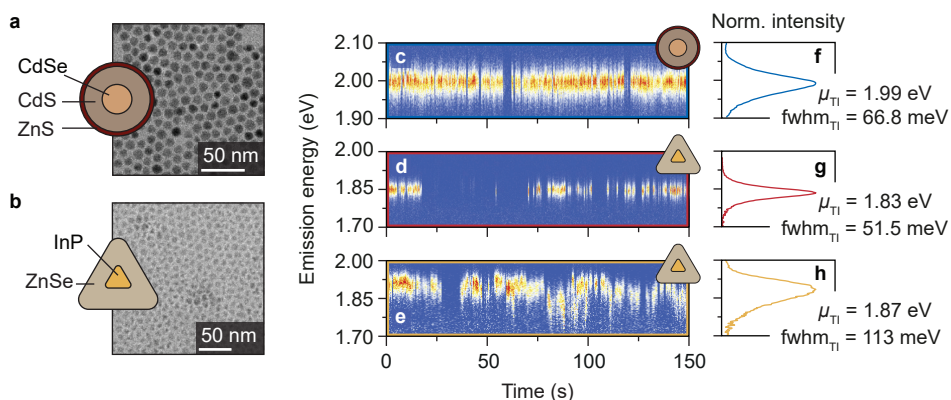 a
CdSe
CdS
ZnS
50 nm
b
InP
ZnSe
50 nm
Emission energy (eV)
2.10
2.00
1.90
c
2.00
1.85
1.70
d
2.00
1.85
1.70
e
0
50
100
150
Time (s)
Norm. intensity
f
μTI = 1.99 eV
fwhmTI = 66.8 meV
g
μTI = 1.83 eV
fwhmTI = 51.5 meV
h
μTI = 1.87 eV
fwhmTI = 113 meV